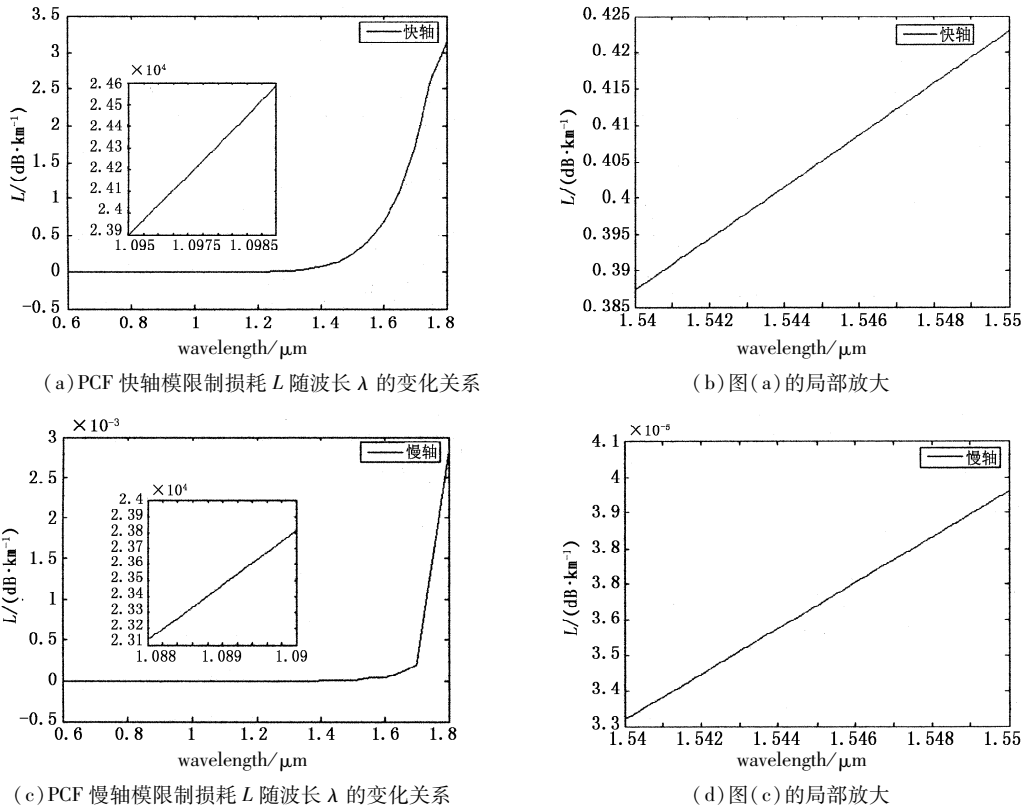 3.5
3
2.5
2
1.5
1
0.5
0
−0.5
L/(dB·km⁻¹)
快轴
×10⁴
2.46
2.45
2.43
2.42
2.41
2.4
2.39
1.095 1.0975 1.0985
0.6 0.8 1 1.2 1.4 1.6 1.8
wavelength/μm
(a)PCF 快轴模限制损耗 L 随波长 λ 的变化关系
0.425
0.42
0.415
0.41
0.405
0.4
0.395
0.39
0.385
L/(dB·km⁻¹)
快轴
1.54 1.542 1.544 1.546 1.548 1.55
wavelength/μm
(b)图(a)的局部放大
×10⁻³
3
2.5
2
1.5
1
0.5
0
−0.5
L/(dB·km⁻¹)
慢轴
×10⁴
2.4
2.39
2.38
2.37
2.36
2.35
2.34
2.33
2.32
2.31
1.088 1.089 1.09
0.6 0.8 1 1.2 1.4 1.6 1.8
wavelength/μm
(c)PCF 慢轴模限制损耗 L 随波长 λ 的变化关系
×10⁻⁵
4.1
4
3.9
3.8
3.8
3.6
3.5
3.4
3.3
L/(dB·km⁻¹)
慢轴
1.54 1.542 1.544 1.546 1.548 1.55
wavelength/μm
(d)图(c)的局部放大